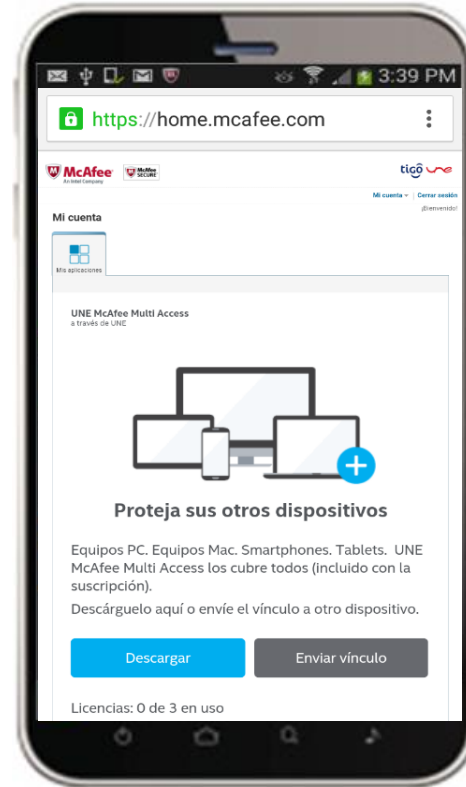 3:39 PM
https://home.mcafee.com
McAfee
An Intel Company
McAfee
SECURE
tigô une
Mi cuenta
Cerrar sesión
¡Bienvenido!
Mi cuenta
Mis aplicaciones
UNE McAfee Multi Access
a través de UNE
Proteja sus otros dispositivos
Equipos PC. Equipos Mac. Smartphones. Tablets. UNE
McAfee Multi Access los cubre todos (incluido con la
suscripción).
Descárguelo aquí o envíe el vínculo a otro dispositivo.
Descargar
Enviar vínculo
Licencias: 0 de 3 en uso